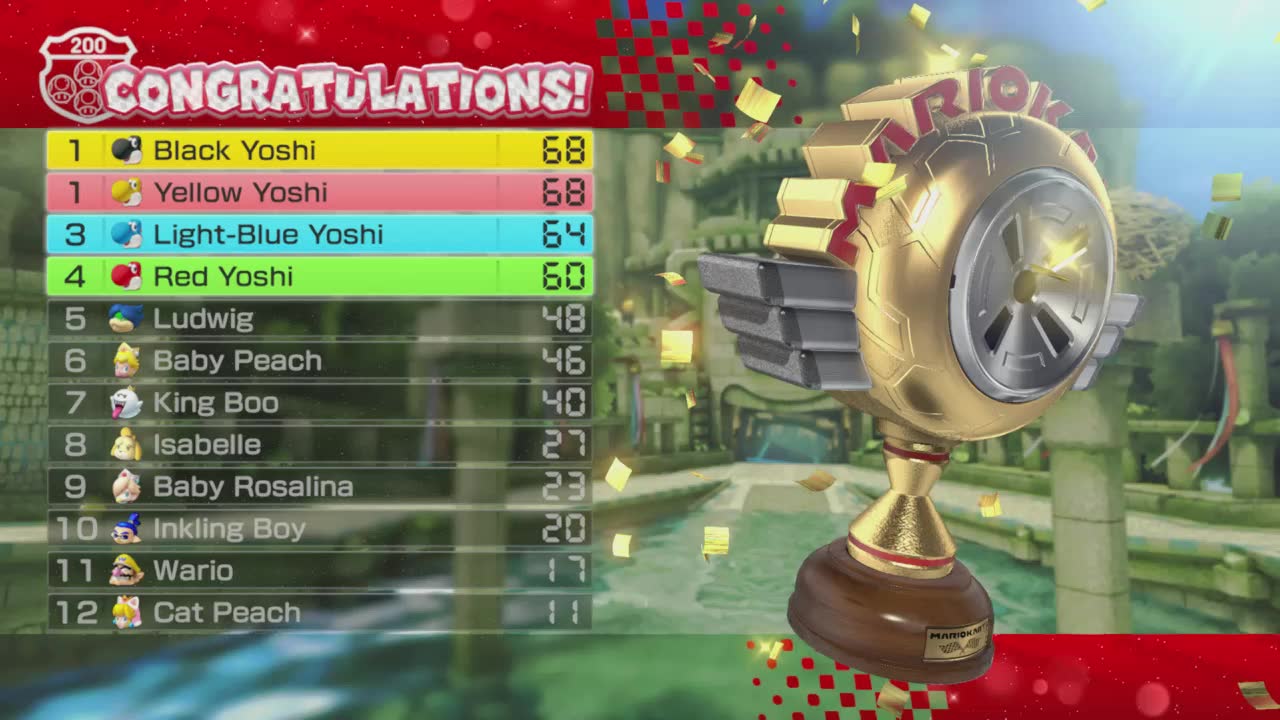 200
CONGRATULATIONS!
1 Black Yoshi 68
1 Yellow Yoshi 68
3 Light-Blue Yoshi 64
4 Red Yoshi 60
5 Ludwig 48
6 Baby Peach 46
7 King Boo 40
8 Isabelle 27
9 Baby Rosalina 23
10 Inkling Boy 20
11 Wario 17
12 Cat Peach 11
MARIOK
MARIOKART